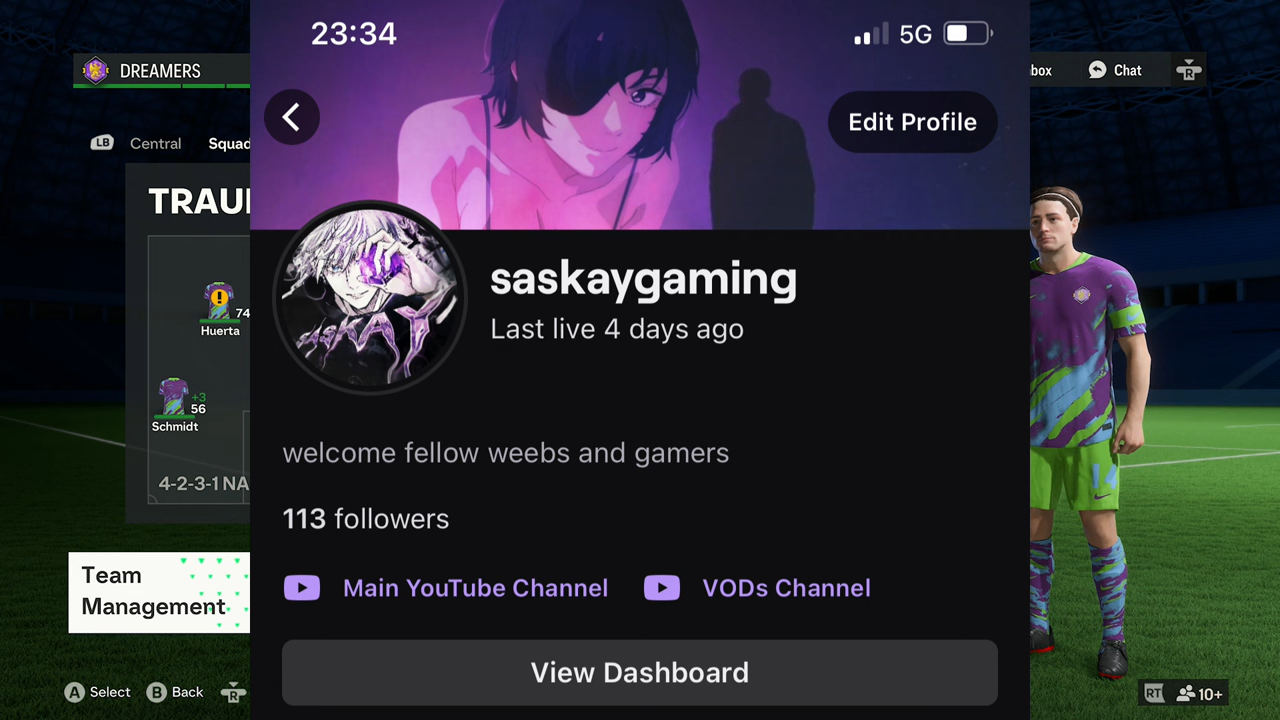 23:34
5G
DREAMERS
box
Chat
R
Edit Profile
LB
Central
Squad
TRAU
saskaygaming
Last live 4 days ago
SASKAY
74
Huerta
+3
56
Schmidt
welcome fellow weebs and gamers
4-2-3-1 NA
14
113 followers
Team
Management
Main YouTube Channel
VODs Channel
View Dashboard
A Select
B Back
R
RT
10+